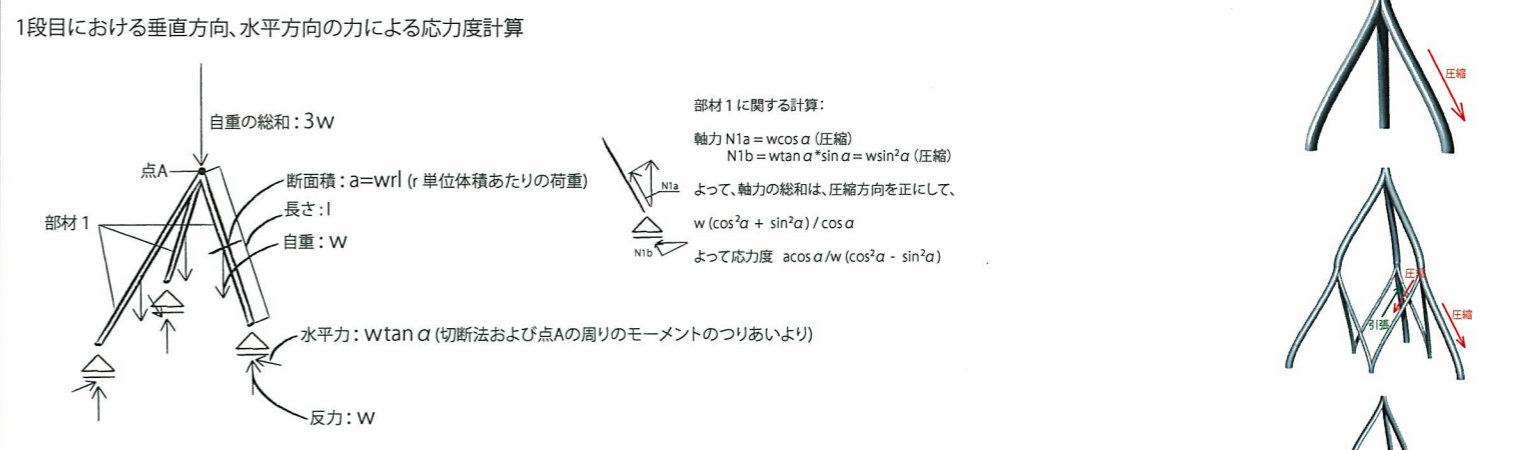 1段目における垂直方向、水平方向の力による応力度計算
自重の総和：3w
点A
断面積：a=wrl (r 単位体積あたりの荷重)
長さ：l
部材 1
自重：w
水平力：wtan α (切断法および点Aの周りのモーメントのつりあいより)
反力：w
部材 1 に関する計算：
軸力 N1a = wcos α (圧縮)
N1b = wtan α*sin α = wsin²α (圧縮)
N1a
よって、軸力の総和は、圧縮方向を正にして、
w (cos²α + sin²α) / cos α
N1b
よって応力度 acos α/w (cos²α - sin²α)
圧縮
圧縮
引張
圧縮